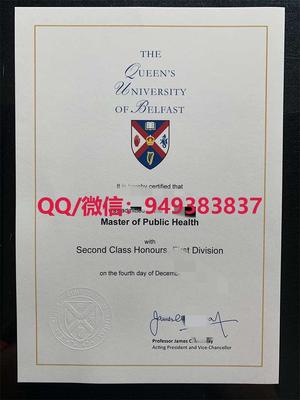 THE
QUEEN'S
UNIVERSITY
OF BELFAST
It is hereby certified that
QQ/微信：949383837
Master of Public Health
with
Second Class Honours, First Division
on the fourth day of December
Professor James C
Acting President and Vice-Chancellor